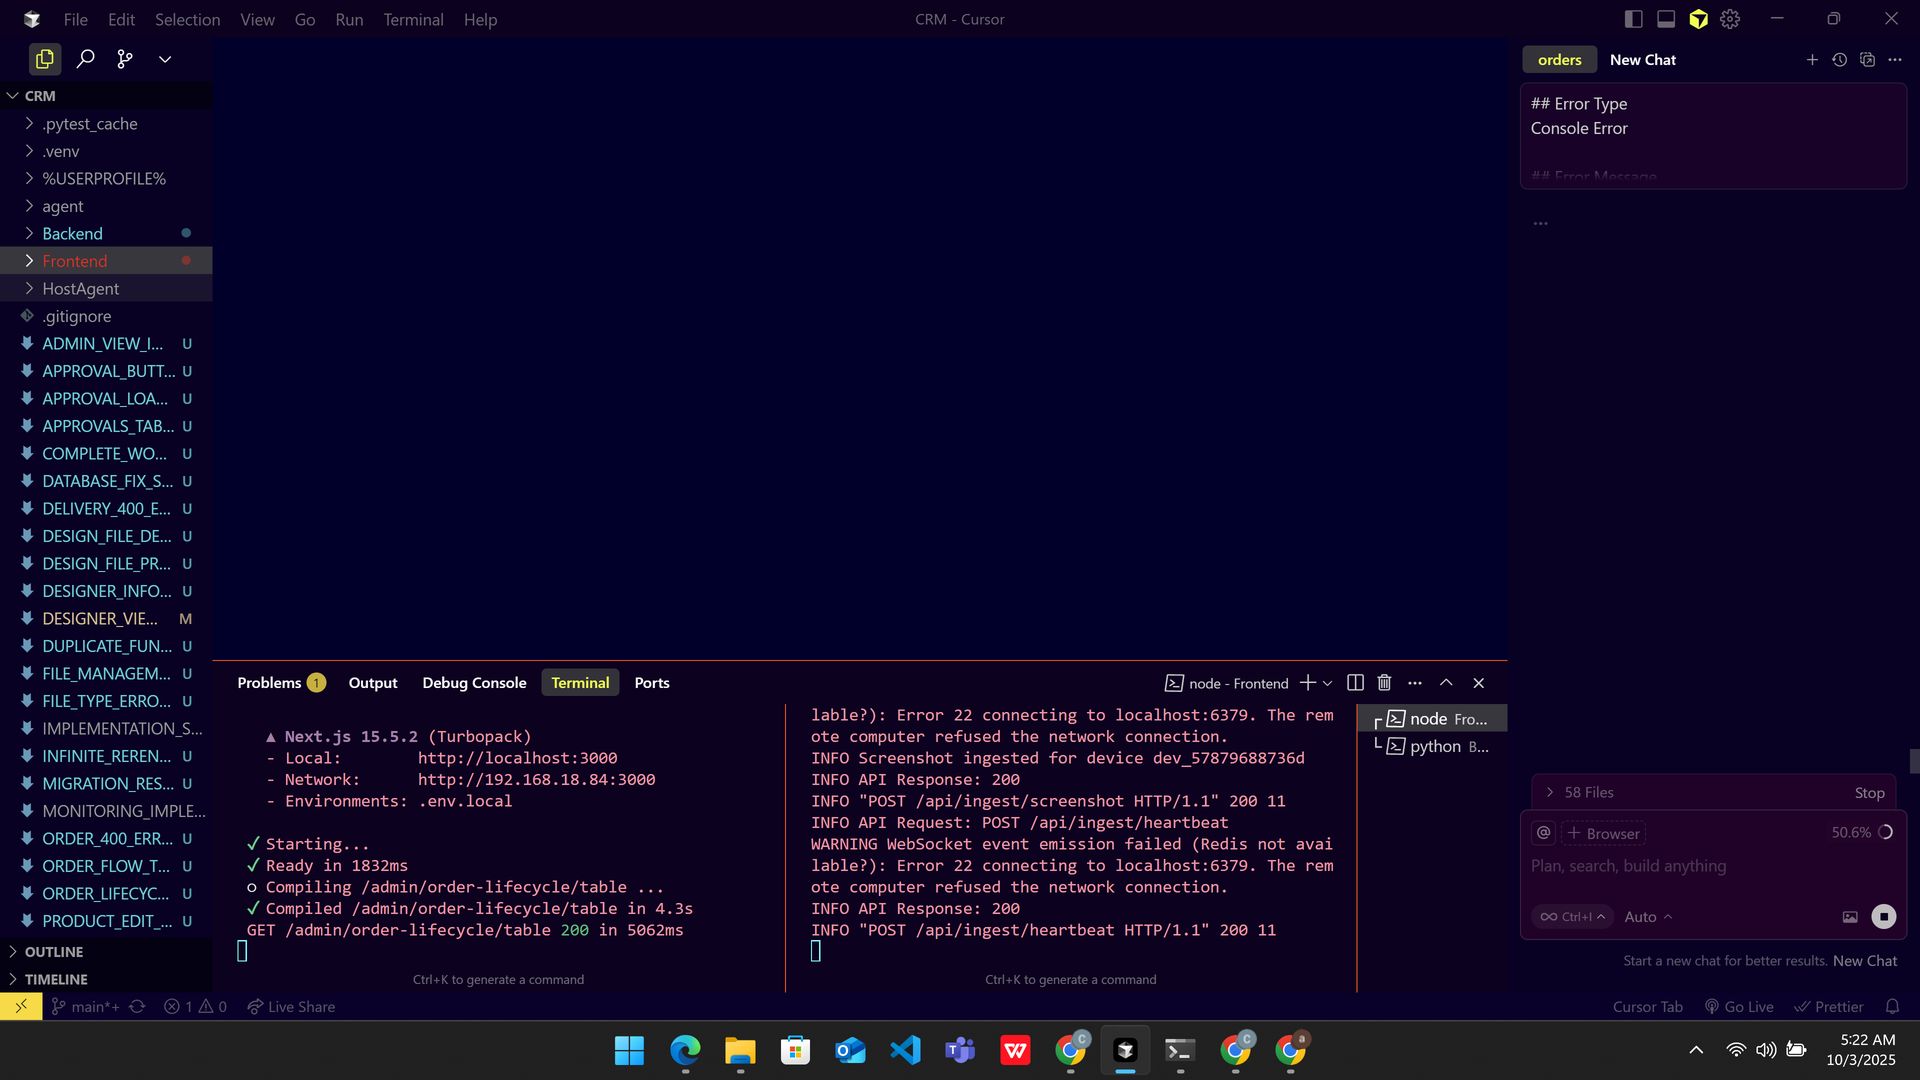 File Edit Selection View Go Run Terminal Help
CRM - Cursor
CRM
.pytest_cache
.venv
%USERPROFILE%
agent
Backend
Frontend
HostAgent
.gitignore
ADMIN_VIEW_I... U
APPROVAL_BUTT... U
APPROVAL_LOA... U
APPROVALS_TAB... U
COMPLETE_WO... U
DATABASE_FIX_S... U
DELIVERY_400_E... U
DESIGN_FILE_DE... U
DESIGN_FILE_PR... U
DESIGNER_INFO... U
DESIGNER_VIE... M
DUPLICATE_FUN... U
FILE_MANAGEM... U
FILE_TYPE_ERRO... U
IMPLEMENTATION_S...
INFINITE_REREN... U
MIGRATION_RES... U
MONITORING_IMPLE...
ORDER_400_ERR... U
ORDER_FLOW_T... U
ORDER_LIFECYC... U
PRODUCT_EDIT_... U
OUTLINE
TIMELINE
Problems 1 Output Debug Console Terminal Ports
node - Frontend
▲ Next.js 15.5.2 (Turbopack)
- Local: http://localhost:3000
- Network: http://192.168.18.84:3000
- Environments: .env.local
✓ Starting...
✓ Ready in 1832ms
○ Compiling /admin/order-lifecycle/table ...
✓ Compiled /admin/order-lifecycle/table in 4.3s
GET /admin/order-lifecycle/table 200 in 5062ms
Ctrl+K to generate a command
lable?): Error 22 connecting to localhost:6379. The rem
ote computer refused the network connection.
INFO Screenshot ingested for device dev_57879688736d
INFO API Response: 200
INFO "POST /api/ingest/screenshot HTTP/1.1" 200 11
INFO API Request: POST /api/ingest/heartbeat
WARNING WebSocket event emission failed (Redis not avai
lable?): Error 22 connecting to localhost:6379. The rem
ote computer refused the network connection.
INFO API Response: 200
INFO "POST /api/ingest/heartbeat HTTP/1.1" 200 11
Ctrl+K to generate a command
node Fro...
python B...
orders New Chat
## Error Type
Console Error
## Error Message
...
58 Files Stop
@ + Browser 50.6%
Plan, search, build anything
∞ Ctrl+I Auto
Start a new chat for better results. New Chat
main*+ 1 0 Live Share
Cursor Tab Go Live Prettier
5:22 AM
10/3/2025